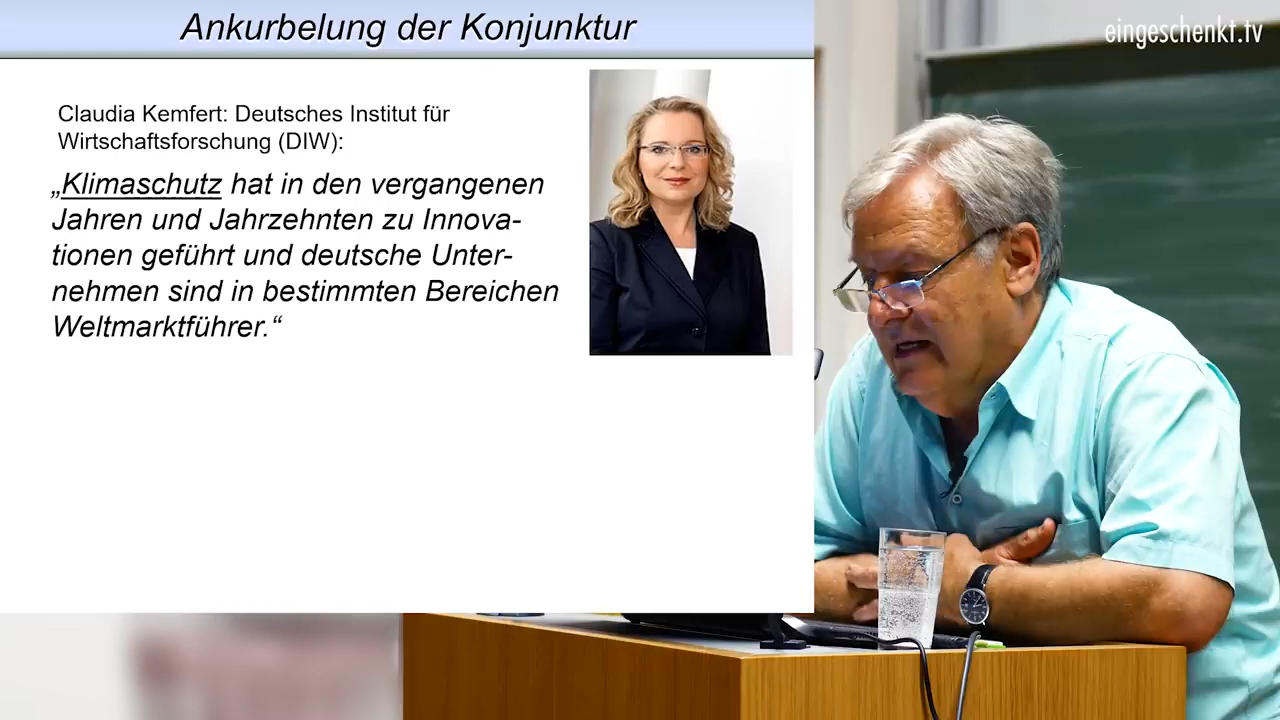 Ankurbelung der Konjunktur
eingeschenkt.tv
Claudia Kemfert: Deutsches Institut für
Wirtschaftsforschung (DIW):
„Klimaschutz hat in den vergangenen
Jahren und Jahrzehnten zu Innova-
tionen geführt und deutsche Unter-
nehmen sind in bestimmten Bereichen
Weltmarktführer.“